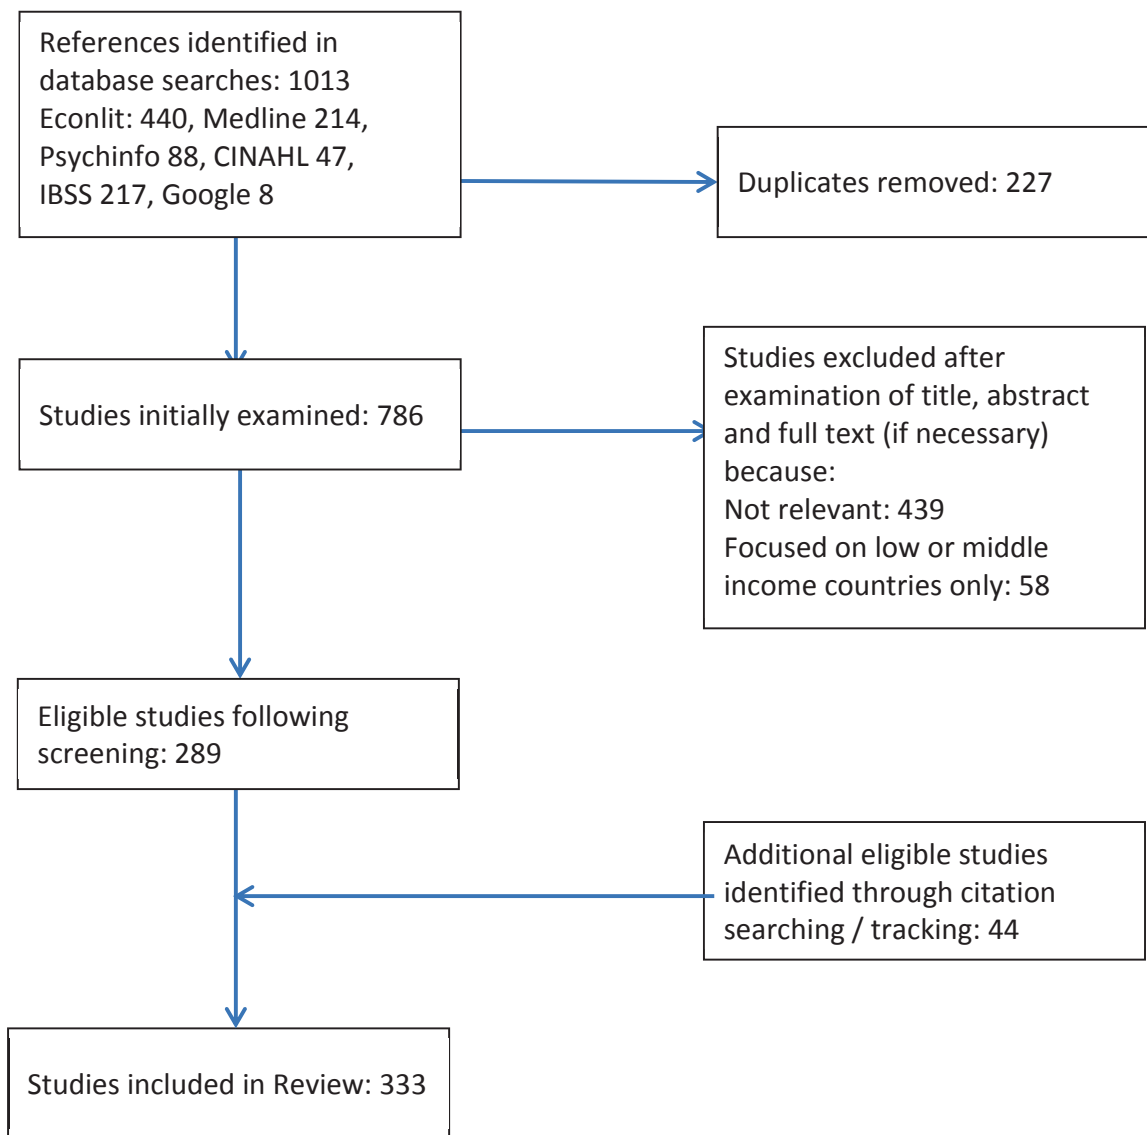 References identified in
database searches: 1013
Econlit: 440, Medline 214,
Psychinfo 88, CINAHL 47,
IBSS 217, Google 8
Duplicates removed: 227
Studies initially examined: 786
Studies excluded after
examination of title, abstract
and full text (if necessary)
because:
Not relevant: 439
Focused on low or middle
income countries only: 58
Eligible studies following
screening: 289
Additional eligible studies
identified through citation
searching / tracking: 44
Studies included in Review: 333